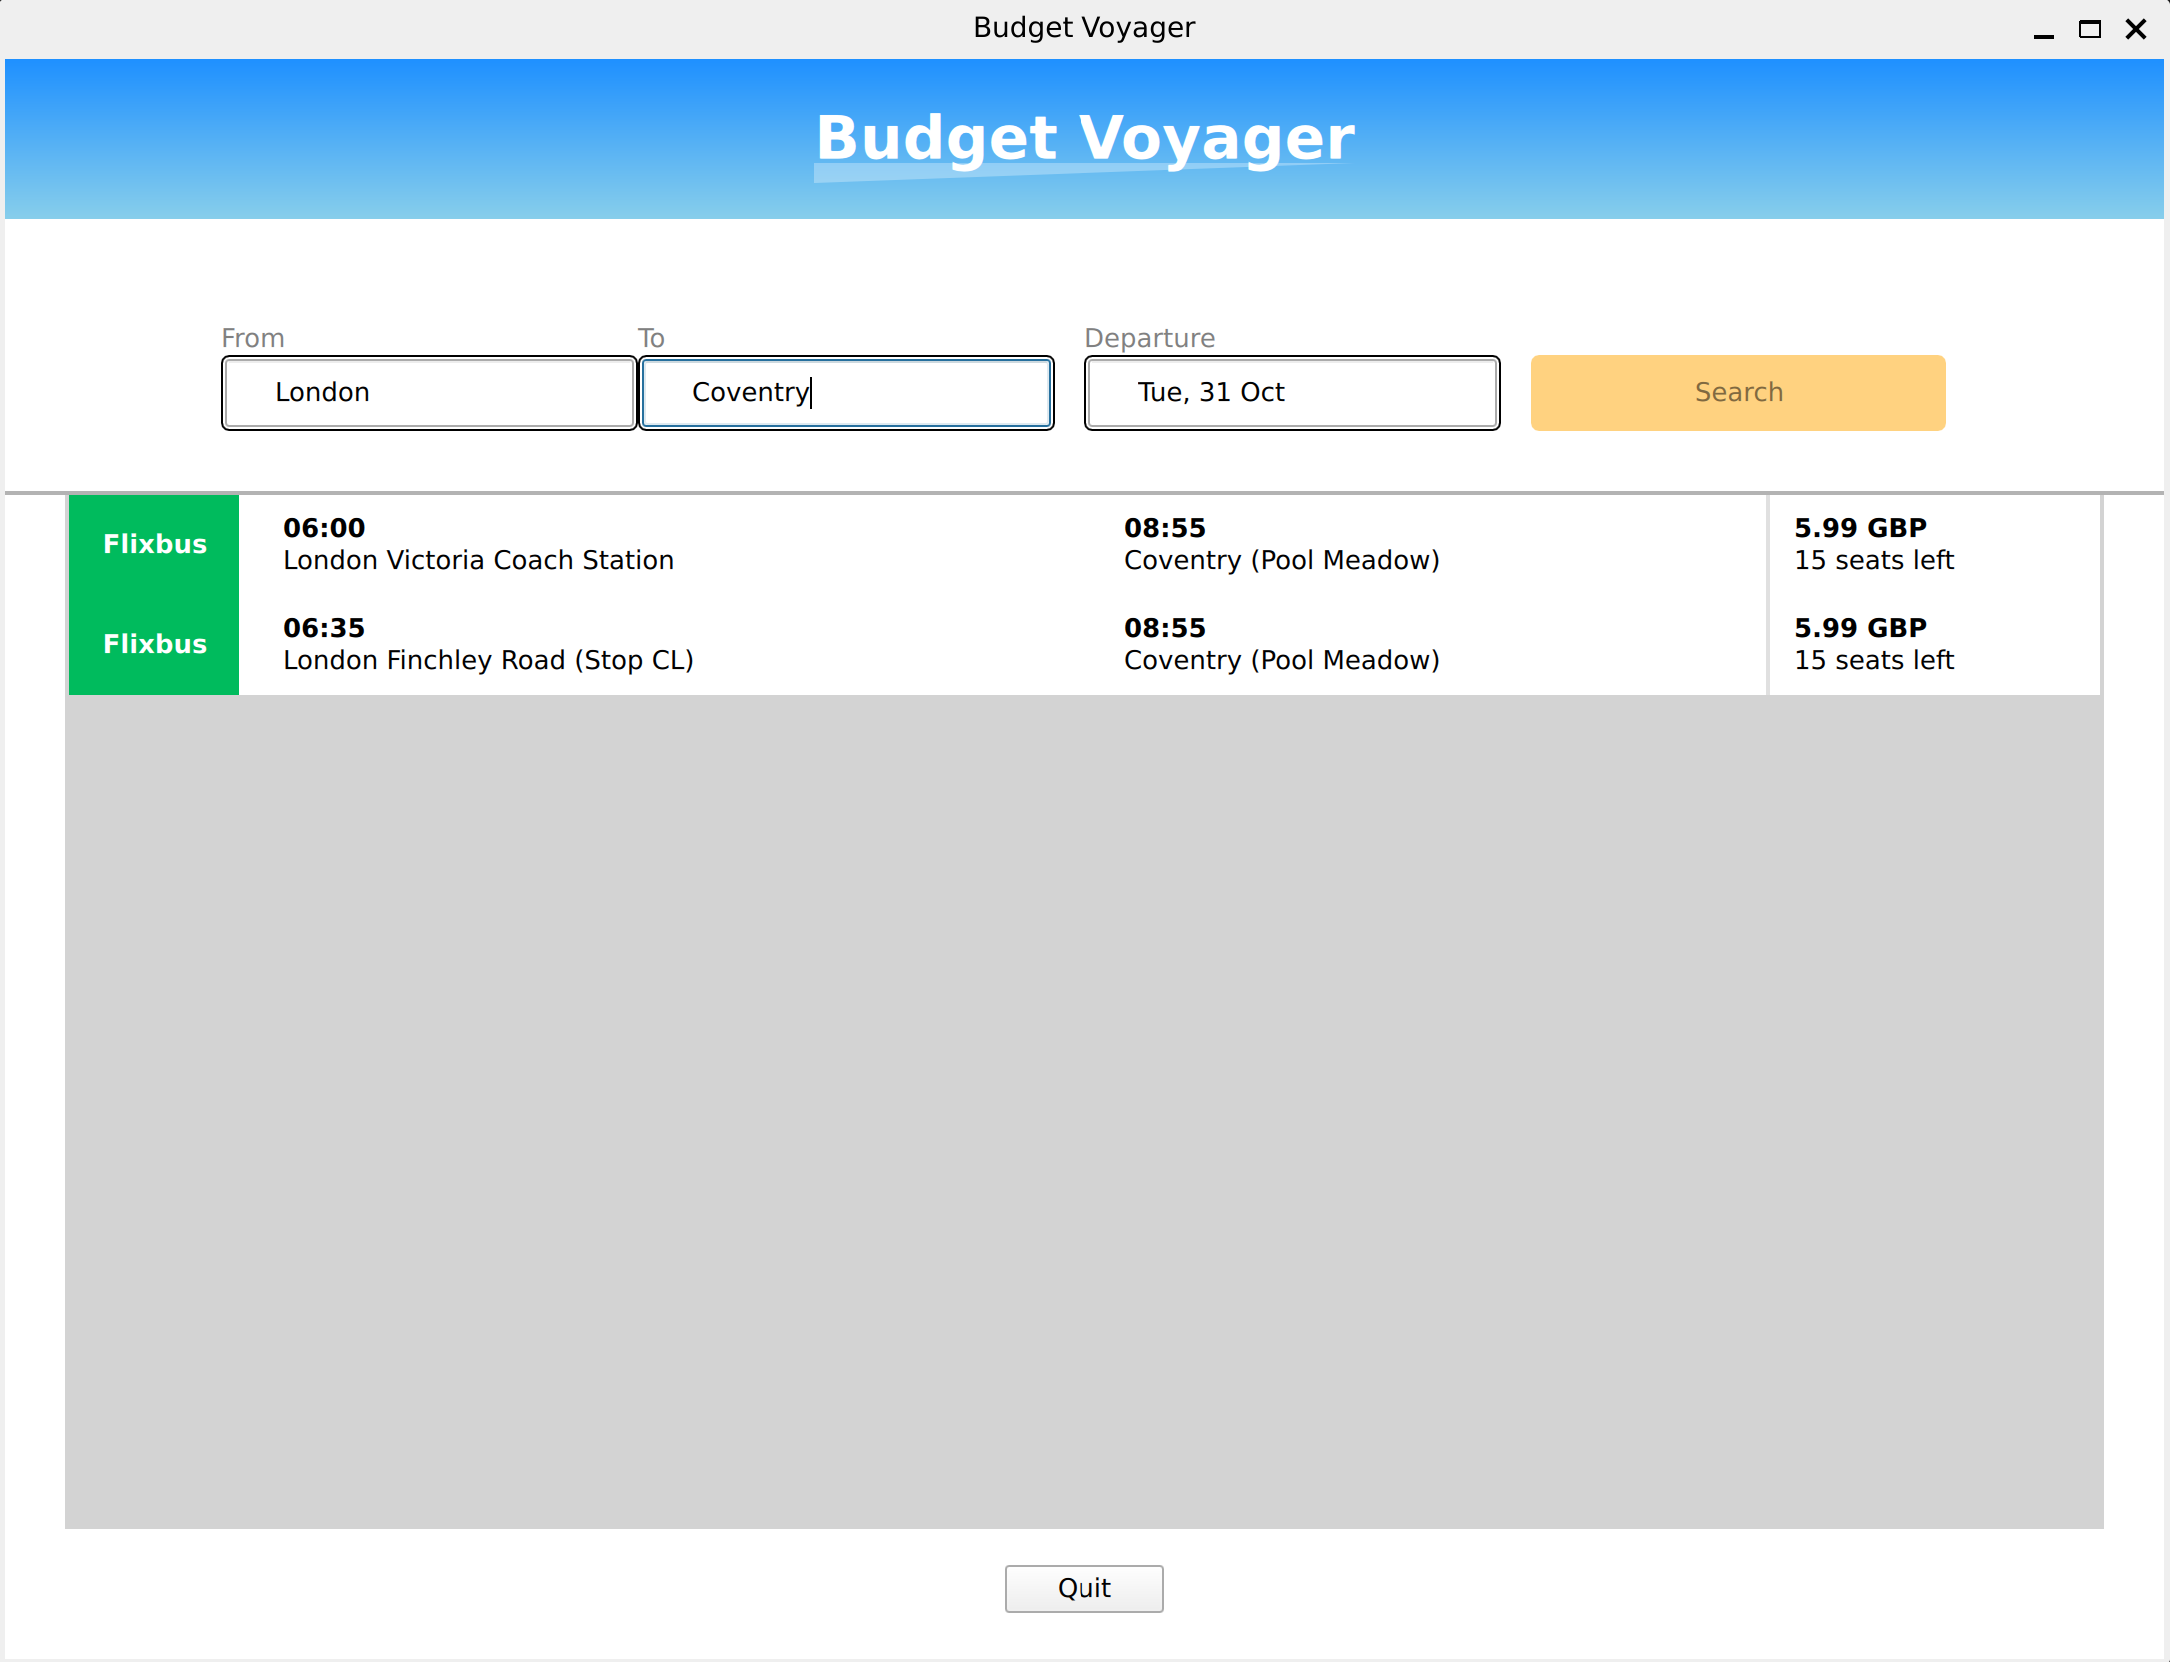 Budget Voyager
Budget Voyager
From To Departure
London Coventry Tue, 31 Oct Search
Flixbus 06:00 08:55 5.99 GBP
London Victoria Coach Station Coventry (Pool Meadow) 15 seats left
Flixbus 06:35 08:55 5.99 GBP
London Finchley Road (Stop CL) Coventry (Pool Meadow) 15 seats left
Quit